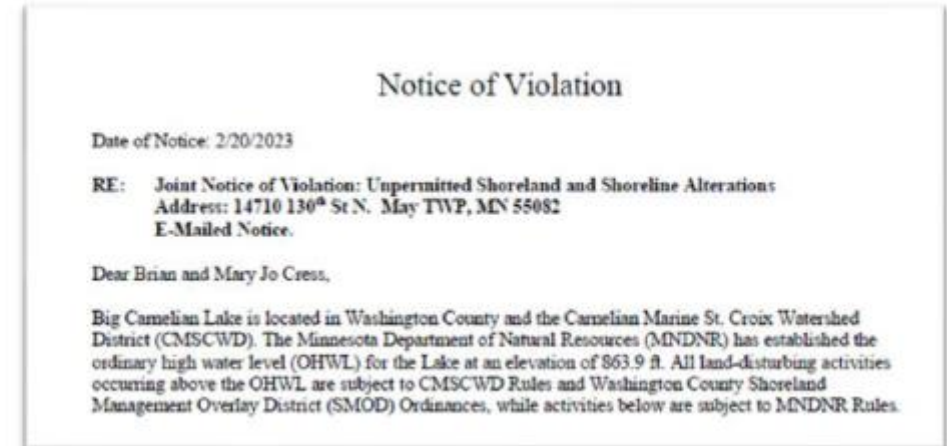 Notice of Violation
Date of Notice: 2/20/2023
RE: Joint Notice of Violation: Unpermitted Shoreland and Shoreline Alterations
Address: 14710 130th St N. May TWP, MN 55082
E-Mailed Notice.
Dear Brian and Mary Jo Cress,
Big Carnelian Lake is located in Washington County and the Carnelian Marine St. Croix Watershed
District (CMSCWD). The Minnesota Department of Natural Resources (MNDNR) has established the
ordinary high water level (OHWL) for the Lake at an elevation of 863.9 ft. All land-disturbing activities
occurring above the OHWL are subject to CMSCWD Rules and Washington County Shoreland
Management Overlay District (SMOD) Ordinances, while activities below are subject to MNDNR Rules.